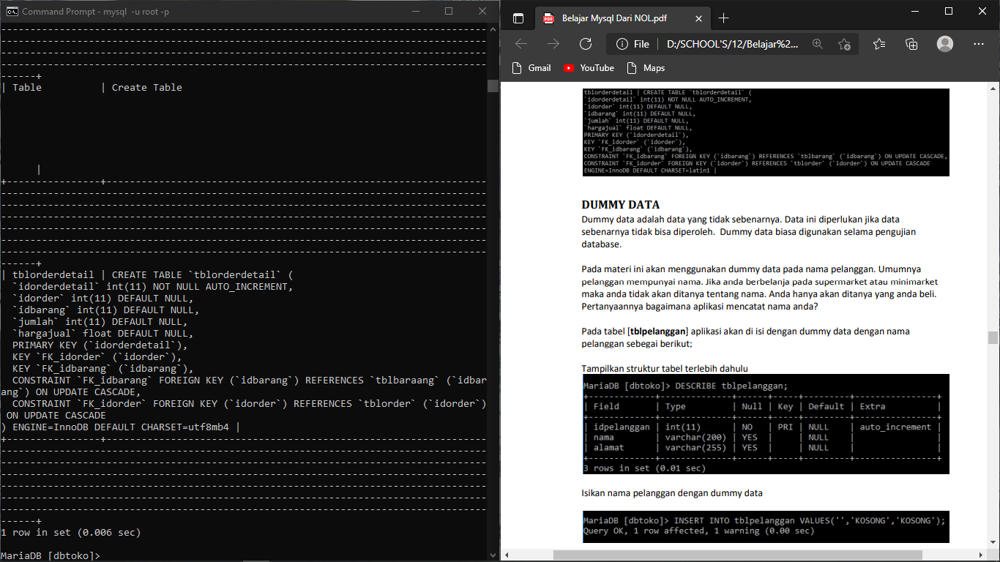 Command Prompt - mysql  -u root -p
------+
| Table          | Create Table
|
+----------------+--------------------------------------------------------------
------+
| tblorderdetail | CREATE TABLE `tblorderdetail` (
  `idorderdetail` int(11) NOT NULL AUTO_INCREMENT,
  `idorder` int(11) DEFAULT NULL,
  `idbarang` int(11) DEFAULT NULL,
  `jumlah` int(11) DEFAULT NULL,
  `hargajual` float DEFAULT NULL,
  PRIMARY KEY (`idorderdetail`),
  KEY `FK_idorder` (`idorder`),
  KEY `FK_idbarang` (`idbarang`),
  CONSTRAINT `FK_idbarang` FOREIGN KEY (`idbarang`) REFERENCES `tblbaraang` (`idbar
ang`) ON UPDATE CASCADE,
  CONSTRAINT `FK_idorder` FOREIGN KEY (`idorder`) REFERENCES `tblorder` (`idorder`)
 ON UPDATE CASCADE
) ENGINE=InnoDB DEFAULT CHARSET=utf8mb4 |
+----------------+--------------------------------------------------------------
------+
1 row in set (0.006 sec)
MariaDB [dbtoko]>
Belajar Mysql Dari NOL.pdf
File | D:/SCHOOL'S/12/Belajar%2...
Gmail YouTube Maps
tblorderdetail | CREATE TABLE `tblorderdetail` (
`idorderdetail` int(11) NOT NULL AUTO_INCREMENT,
`idorder` int(11) DEFAULT NULL,
`idbarang` int(11) DEFAULT NULL,
`jumlah` int(11) DEFAULT NULL,
`hargajual` float DEFAULT NULL,
PRIMARY KEY (`idorderdetail`),
KEY `FK_idorder` (`idorder`),
KEY `FK_idbarang` (`idbarang`),
CONSTRAINT `FK_idbarang` FOREIGN KEY (`idbarang`) REFERENCES `tblbarang` (`idbarang`) ON UPDATE CASCADE,
CONSTRAINT `FK_idorder` FOREIGN KEY (`idorder`) REFERENCES `tblorder` (`idorder`) ON UPDATE CASCADE
ENGINE=InnoDB DEFAULT CHARSET=latin1 |
DUMMY DATA
Dummy data adalah data yang tidak sebenarnya. Data ini diperlukan jika data
sebenarnya tidak bisa diperoleh.  Dummy data biasa digunakan selama pengujian
database.
Pada materi ini akan menggunakan dummy data pada nama pelanggan. Umumnya
pelanggan mempunyai nama. Jika anda berbelanja pada supermarket atau minimarket
maka anda tidak akan ditanya tentang nama. Anda hanya akan ditanya yang anda beli.
Pertanyaannya bagaimana aplikasi mencatat nama anda?
Pada tabel [tblpelanggan] aplikasi akan di isi dengan dummy data dengan nama
pelanggan sebegai berikut;
Tampilkan struktur tabel terlebih dahulu
MariaDB [dbtoko]> DESCRIBE tblpelanggan;
+-------------+--------------+------+-----+---------+----------------+
| Field       | Type         | Null | Key | Default | Extra          |
+-------------+--------------+------+-----+---------+----------------+
| idpelanggan | int(11)      | NO   | PRI | NULL    | auto_increment |
| nama        | varchar(200) | YES  |     | NULL    |                |
| alamat      | varchar(255) | YES  |     | NULL    |                |
+-------------+--------------+------+-----+---------+----------------+
3 rows in set (0.01 sec)
Isikan nama pelanggan dengan dummy data
MariaDB [dbtoko]> INSERT INTO tblpelanggan VALUES('','KOSONG','KOSONG');
Query OK, 1 row affected, 1 warning (0.00 sec)